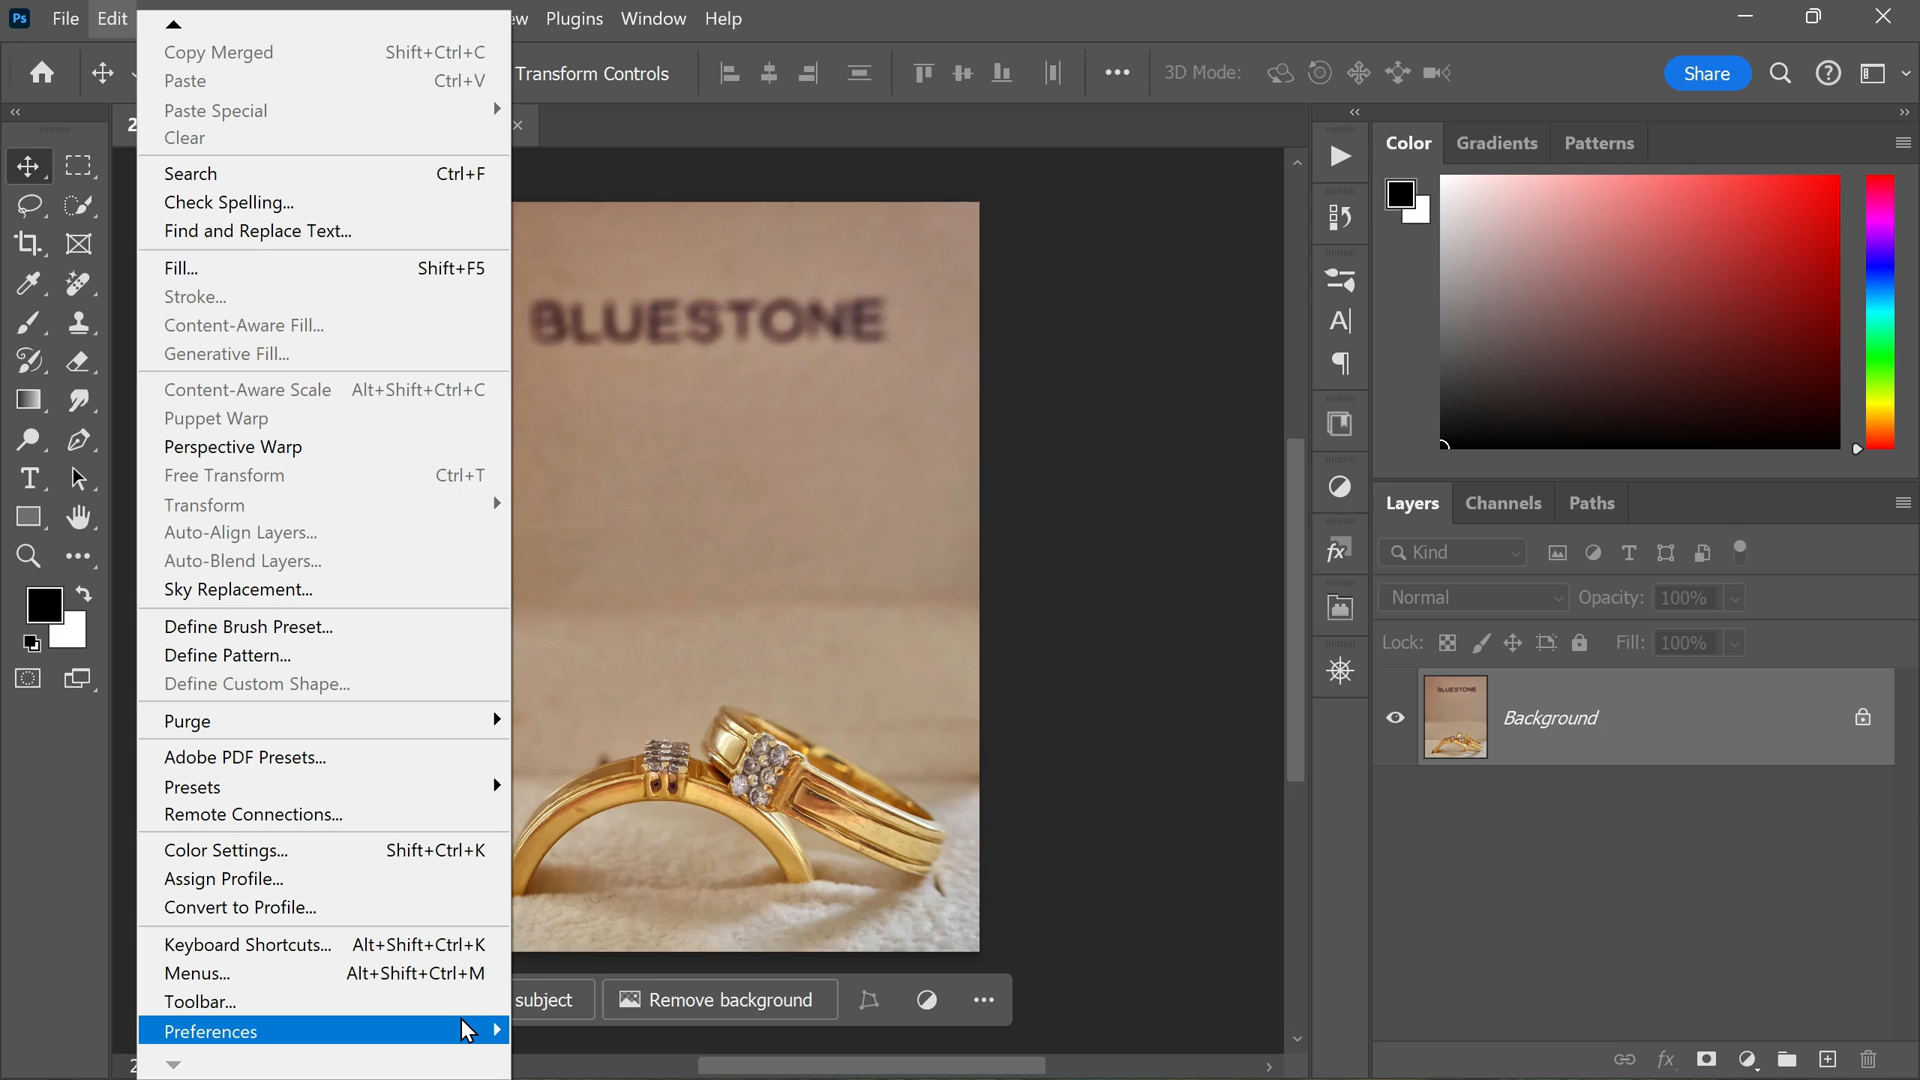 Ps File Edit ew Plugins Window Help
Transform Controls 3D Mode: Share
Copy Merged Shift+Ctrl+C
Paste Ctrl+V
Paste Special
Clear
Search Ctrl+F
Check Spelling...
Find and Replace Text...
Fill... Shift+F5
Stroke...
Content-Aware Fill...
Generative Fill...
Content-Aware Scale Alt+Shift+Ctrl+C
Puppet Warp
Perspective Warp
Free Transform Ctrl+T
Transform
Auto-Align Layers...
Auto-Blend Layers...
Sky Replacement...
Define Brush Preset...
Define Pattern...
Define Custom Shape...
Purge
Adobe PDF Presets...
Presets
Remote Connections...
Color Settings... Shift+Ctrl+K
Assign Profile...
Convert to Profile...
Keyboard Shortcuts... Alt+Shift+Ctrl+K
Menus... Alt+Shift+Ctrl+M
Toolbar...
Preferences
2
BLUESTONE
subject Remove background
2
Color Gradients Patterns
Layers Channels Paths
Kind
Normal Opacity: 100%
Lock: Fill: 100%
BLUESTONE
Background